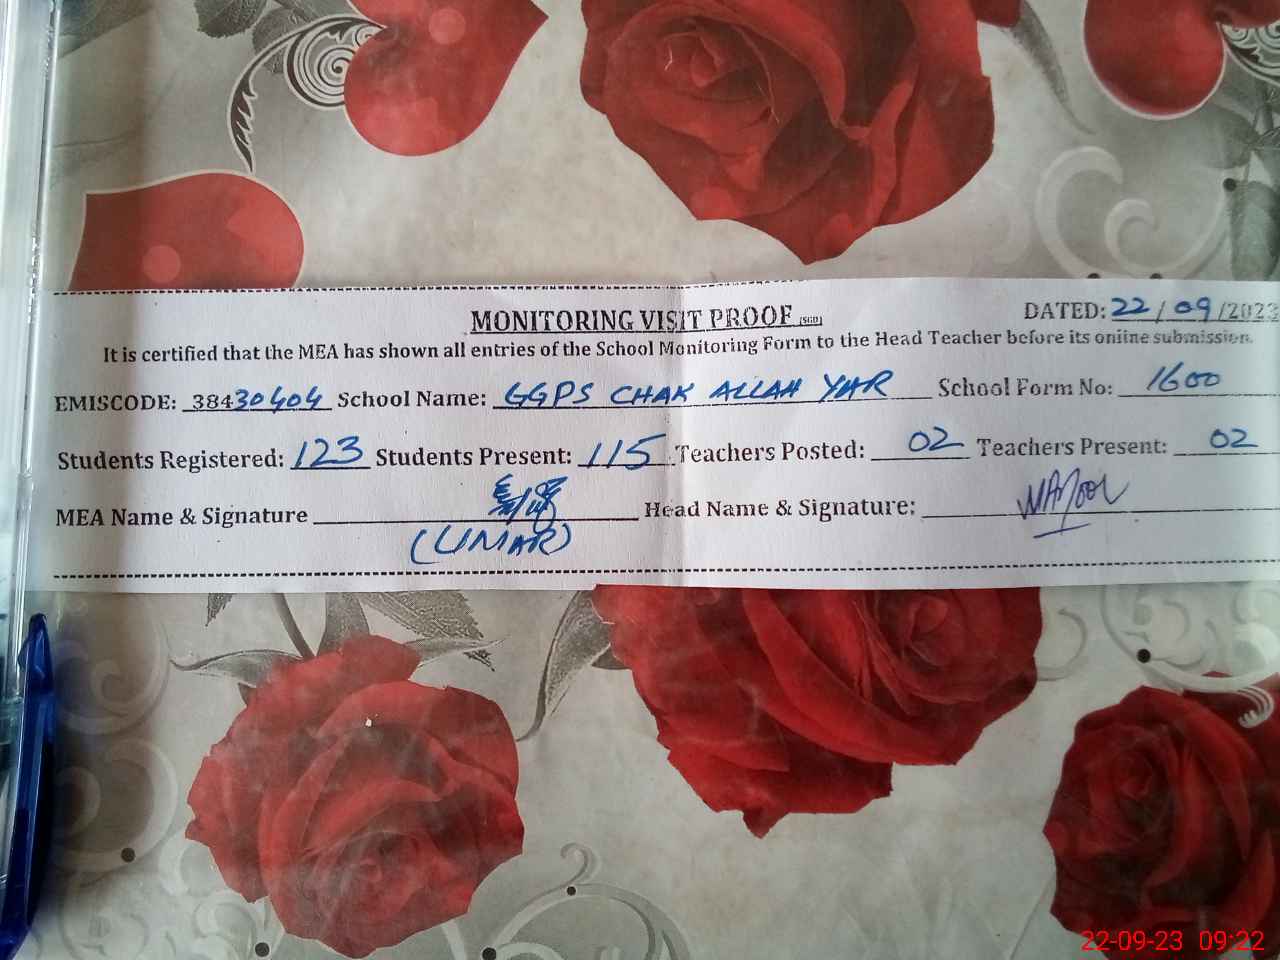 MONITORING VISIT PROOF (SGD)
DATED: 22/09/2023
It is certified that the MEA has shown all entries of the School Monitoring Form to the Head Teacher before its online submission.
EMISCODE: 38430404 School Name: GGPS CHAK ALLAH YAR School Form No: 1600
Students Registered: 123 Students Present: 115 Teachers Posted: 02 Teachers Present: 02
MEA Name & Signature Head Name & Signature:
(UMAR)
22-09-23 09:22